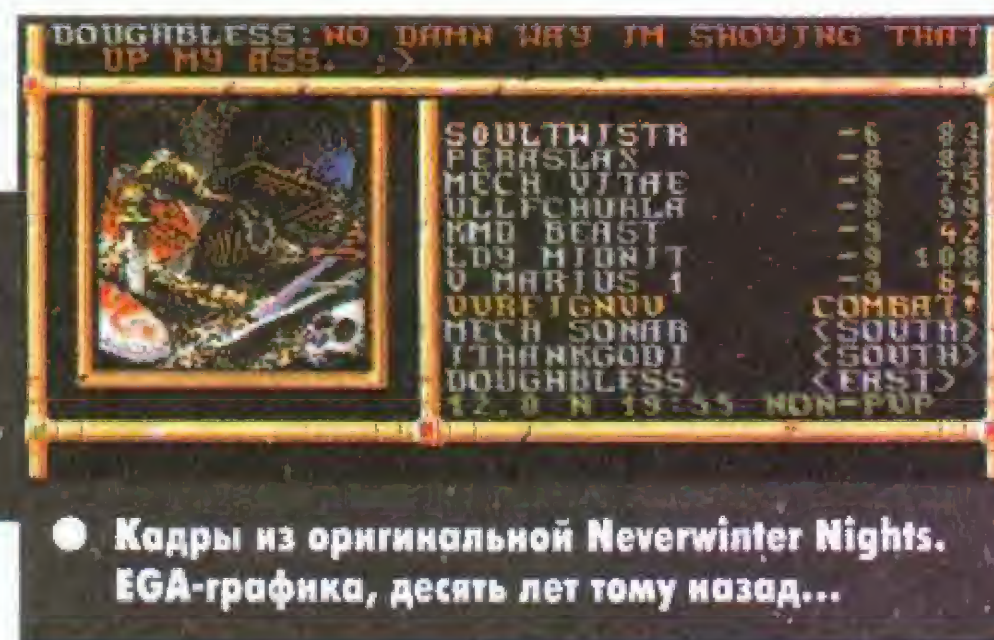 DOUGHBLESS: NO DAMN WAY IM SHOVING THAT
UP MY ASS. ;>
SOULTWISTR -6 83
PERASLAX -8 83
MECH VITAE -9 75
-6 99
KMD BEAST -9 42
LDY MIDNIT -9 108
V MARIUS 1 -9 64
VVREIGNVV COMBAT!
MECH SONAR <SOUTH>
ITHANKGODI <SOUTH>
DOUGHBLESS <EAST>
12,0 N 19:55 NON-PVP
Кадры из оригинальной Neverwinter Nights.
EGA-графика, десять лет тому назад...